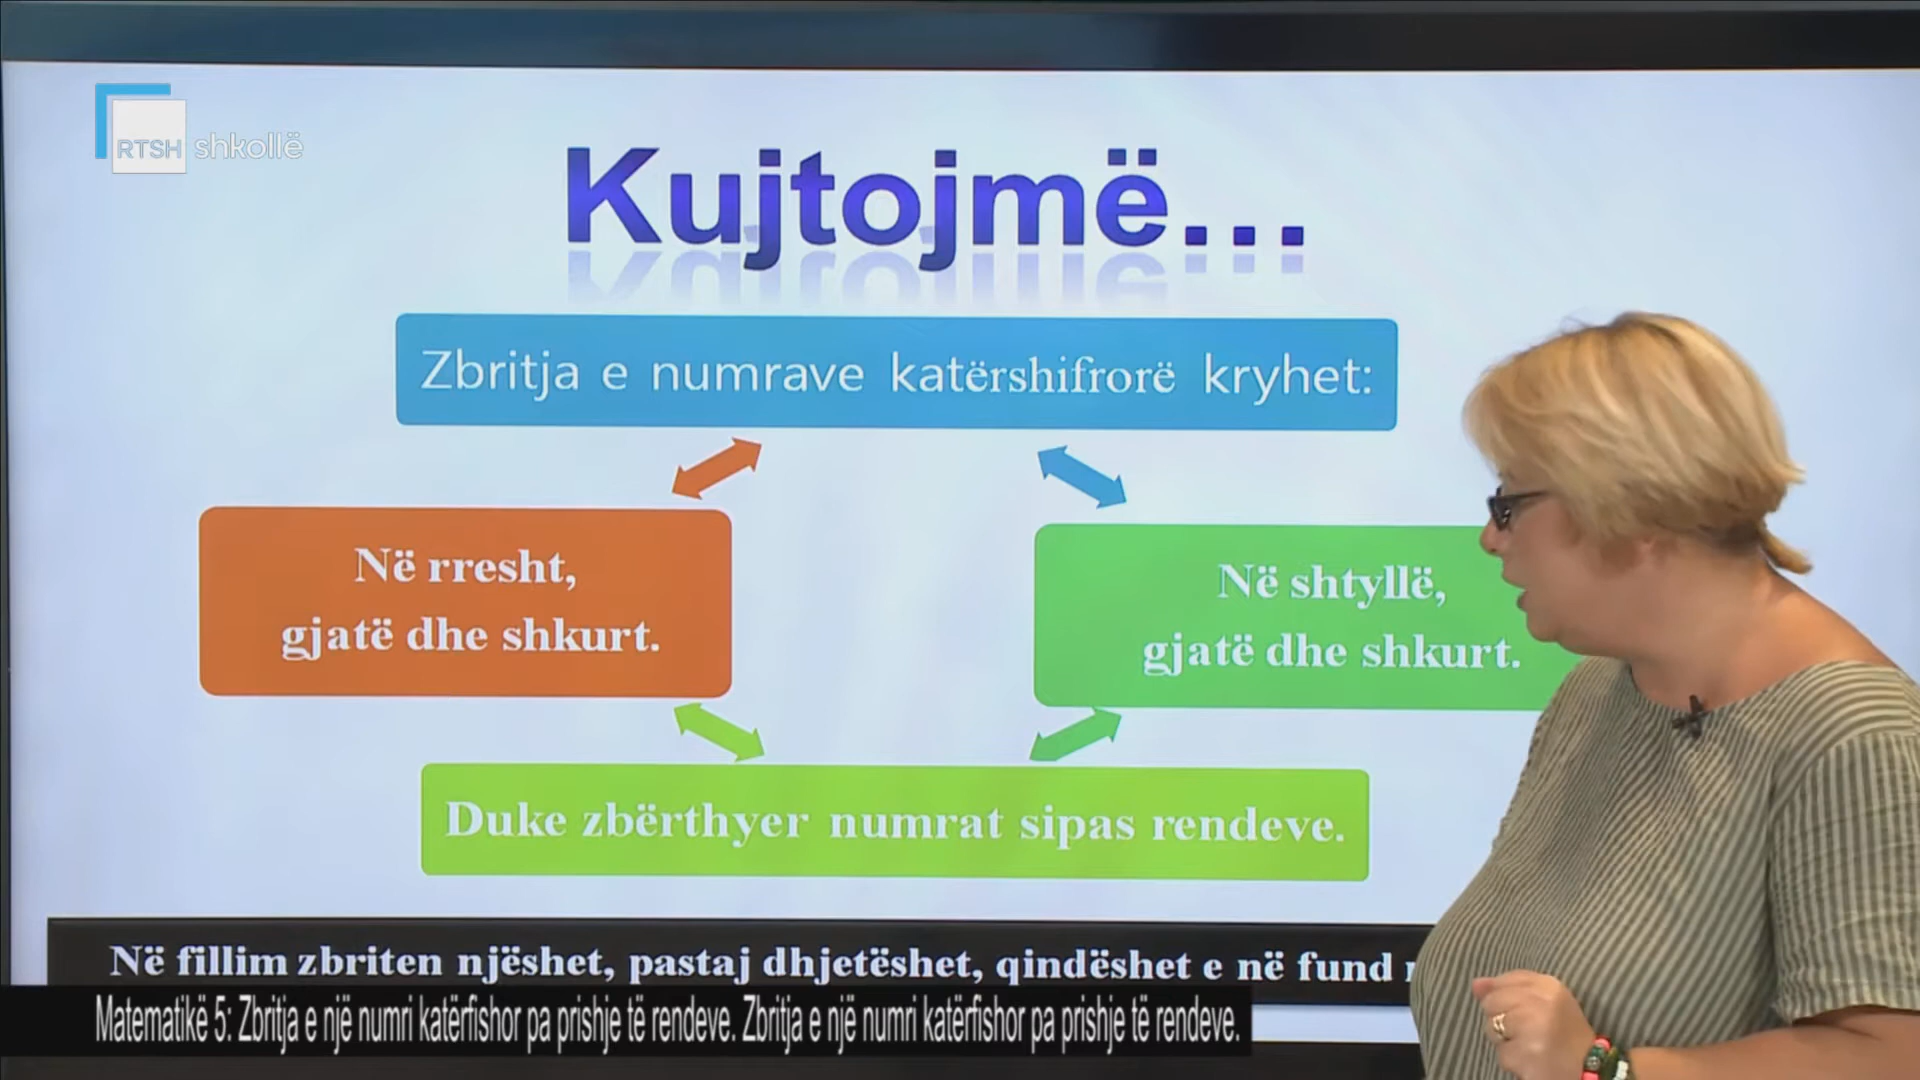 RTSH shkollë
Kujtojmë...
Zbritja e numrave katërshifrorë kryhet:
Në rresht,
gjatë dhe shkurt.
Në shtyllë,
gjatë dhe shkurt.
Duke zbërthyer numrat sipas rendeve.
Në fillim zbriten njëshet, pastaj dhjetëshet, qindëshet e në fund
Matematikë 5: Zbritja e një numri katërfishor pa prishje të rendeve. Zbritja e një numri katërfishor pa prishje të rendeve.